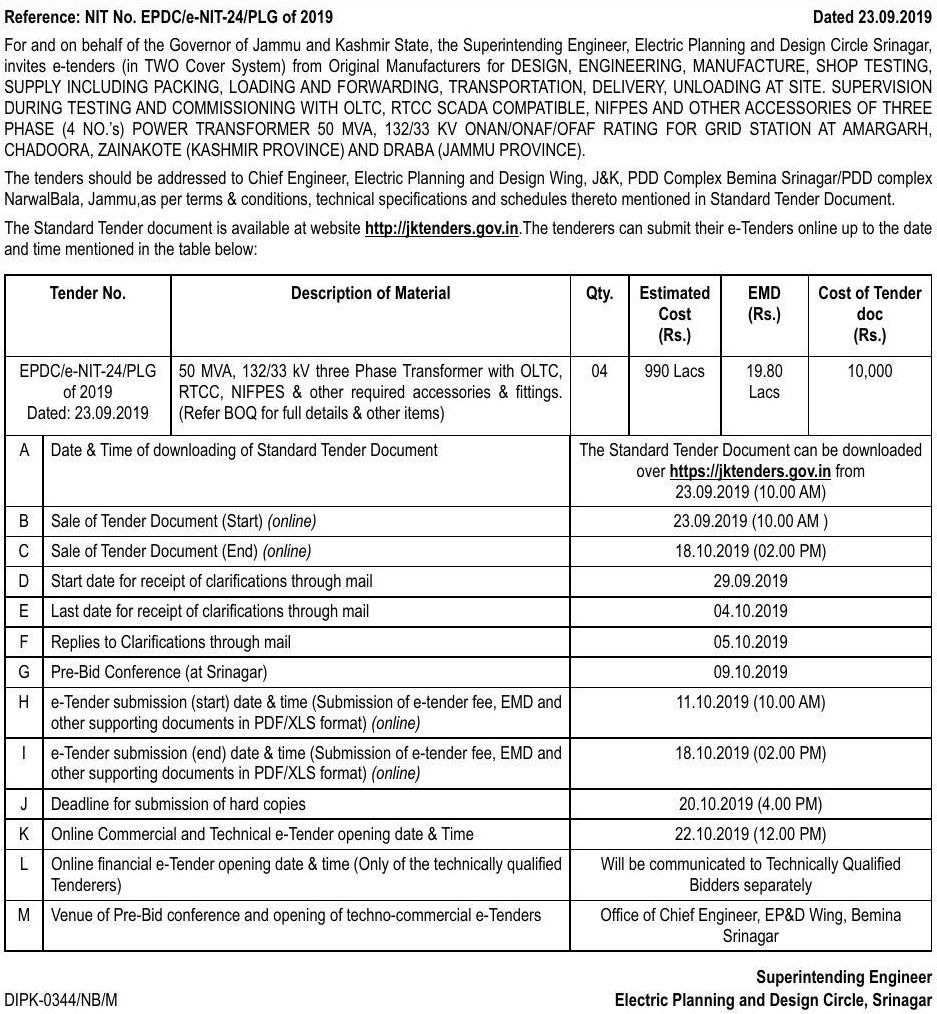 Reference: NIT No. EPDC/e-NIT-24/PLG of 2019 Dated 23.09.2019
For and on behalf of the Governor of Jammu and Kashmir State, the Superintending Engineer, Electric Planning and Design Circle Srinagar,
invites e-tenders (in TWO Cover System) from Original Manufacturers for DESIGN, ENGINEERING, MANUFACTURE, SHOP TESTING,
SUPPLY INCLUDING PACKING, LOADING AND FORWARDING, TRANSPORTATION, DELIVERY, UNLOADING AT SITE. SUPERVISION
DURING TESTING AND COMMISSIONING WITH OLTC, RTCC SCADA COMPATIBLE, NIFPES AND OTHER ACCESSORIES OF THREE
PHASE (4 NO.'s) POWER TRANSFORMER 50 MVA, 132/33 KV ONAN/ONAF/OFAF RATING FOR GRID STATION AT AMARGARH,
CHADOORA, ZAINAKOTE (KASHMIR PROVINCE) AND DRABA (JAMMU PROVINCE).
The tenders should be addressed to Chief Engineer, Electric Planning and Design Wing, J&K, PDD Complex Bemina Srinagar/PDD complex
NarwalBala, Jammu,as per terms & conditions, technical specifications and schedules thereto mentioned in Standard Tender Document.
The Standard Tender document is available at website http://jktenders.gov.in.The tenderers can submit their e-Tenders online up to the date
and time mentioned in the table below:
Tender No. Description of Material Qty. Estimated EMD Cost of Tender
Cost (Rs.) doc
(Rs.) (Rs.)
EPDC/e-NIT-24/PLG 50 MVA, 132/33 kV three Phase Transformer with OLTC, 04 990 Lacs 19.80 10,000
of 2019 RTCC, NIFPES & other required accessories & fittings. Lacs
Dated: 23.09.2019 (Refer BOQ for full details & other items)
A Date & Time of downloading of Standard Tender Document The Standard Tender Document can be downloaded
over https://jktenders.gov.in from
23.09.2019 (10.00 AM)
B Sale of Tender Document (Start) (online) 23.09.2019 (10.00 AM )
C Sale of Tender Document (End) (online) 18.10.2019 (02.00 PM)
D Start date for receipt of clarifications through mail 29.09.2019
E Last date for receipt of clarifications through mail 04.10.2019
F Replies to Clarifications through mail 05.10.2019
G Pre-Bid Conference (at Srinagar) 09.10.2019
H e-Tender submission (start) date & time (Submission of e-tender fee, EMD and 11.10.2019 (10.00 AM)
other supporting documents in PDF/XLS format) (online)
I e-Tender submission (end) date & time (Submission of e-tender fee, EMD and 18.10.2019 (02.00 PM)
other supporting documents in PDF/XLS format) (online)
J Deadline for submission of hard copies 20.10.2019 (4.00 PM)
K Online Commercial and Technical e-Tender opening date & Time 22.10.2019 (12.00 PM)
L Online financial e-Tender opening date & time (Only of the technically qualified Will be communicated to Technically Qualified
Tenderers) Bidders separately
M Venue of Pre-Bid conference and opening of techno-commercial e-Tenders Office of Chief Engineer, EP&D Wing, Bemina
Srinagar
Superintending Engineer
DIPK-0344/NB/M Electric Planning and Design Circle, Srinagar